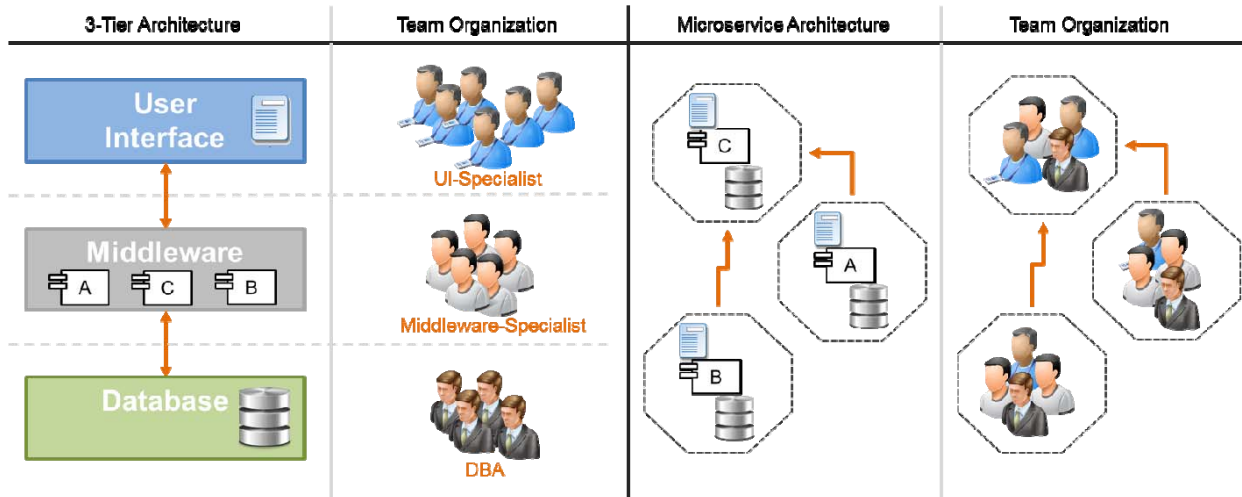 3-Tier Architecture
Team Organization
Microservice Architecture
Team Organization
User
Interface
UI-Specialist
Middleware
A
C
B
Middleware-Specialist
Database
DBA
C
A
B